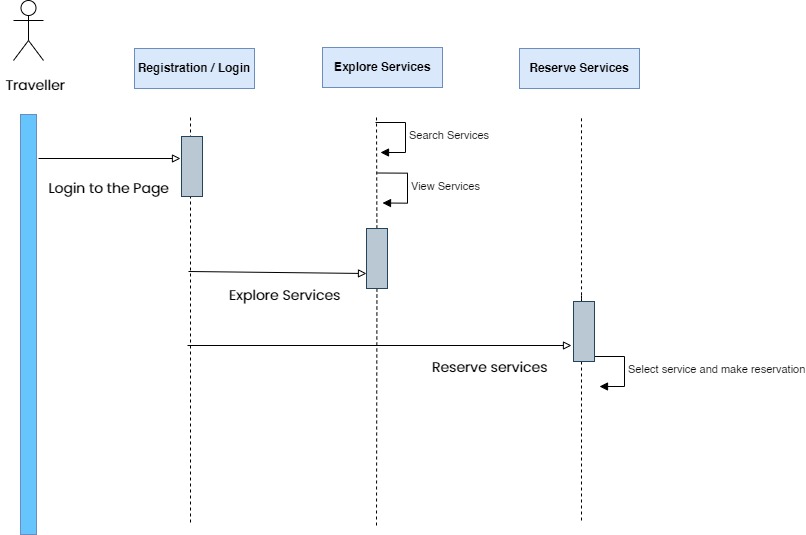 Traveller
Registration / Login
Explore Services
Reserve Services
Search Services
Login to the Page
View Services
Explore Services
Reserve services
Select service and make reservation